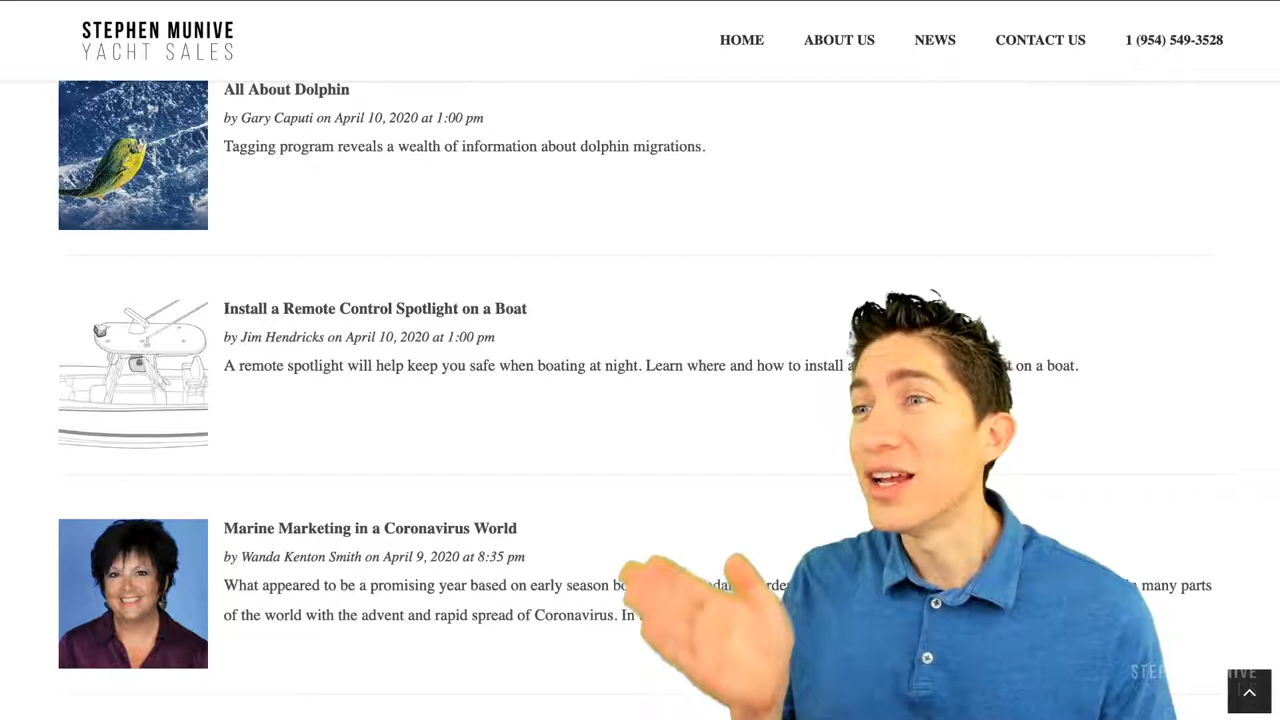 STEPHEN MUNIVE
YACHT SALES
HOME ABOUT US NEWS CONTACT US 1 (954) 549-3528
All About Dolphin
by Gary Caputi on April 10, 2020 at 1:00 pm
Tagging program reveals a wealth of information about dolphin migrations.
Install a Remote Control Spotlight on a Boat
by Jim Hendricks on April 10, 2020 at 1:00 pm
A remote spotlight will help keep you safe when boating at night. Learn where and how to install a on a boat.
Marine Marketing in a Coronavirus World
by Wanda Kenton Smith on April 9, 2020 at 8:35 pm
What appeared to be a promising year based on early season many parts
of the world with the advent and rapid spread of Coronavirus. In